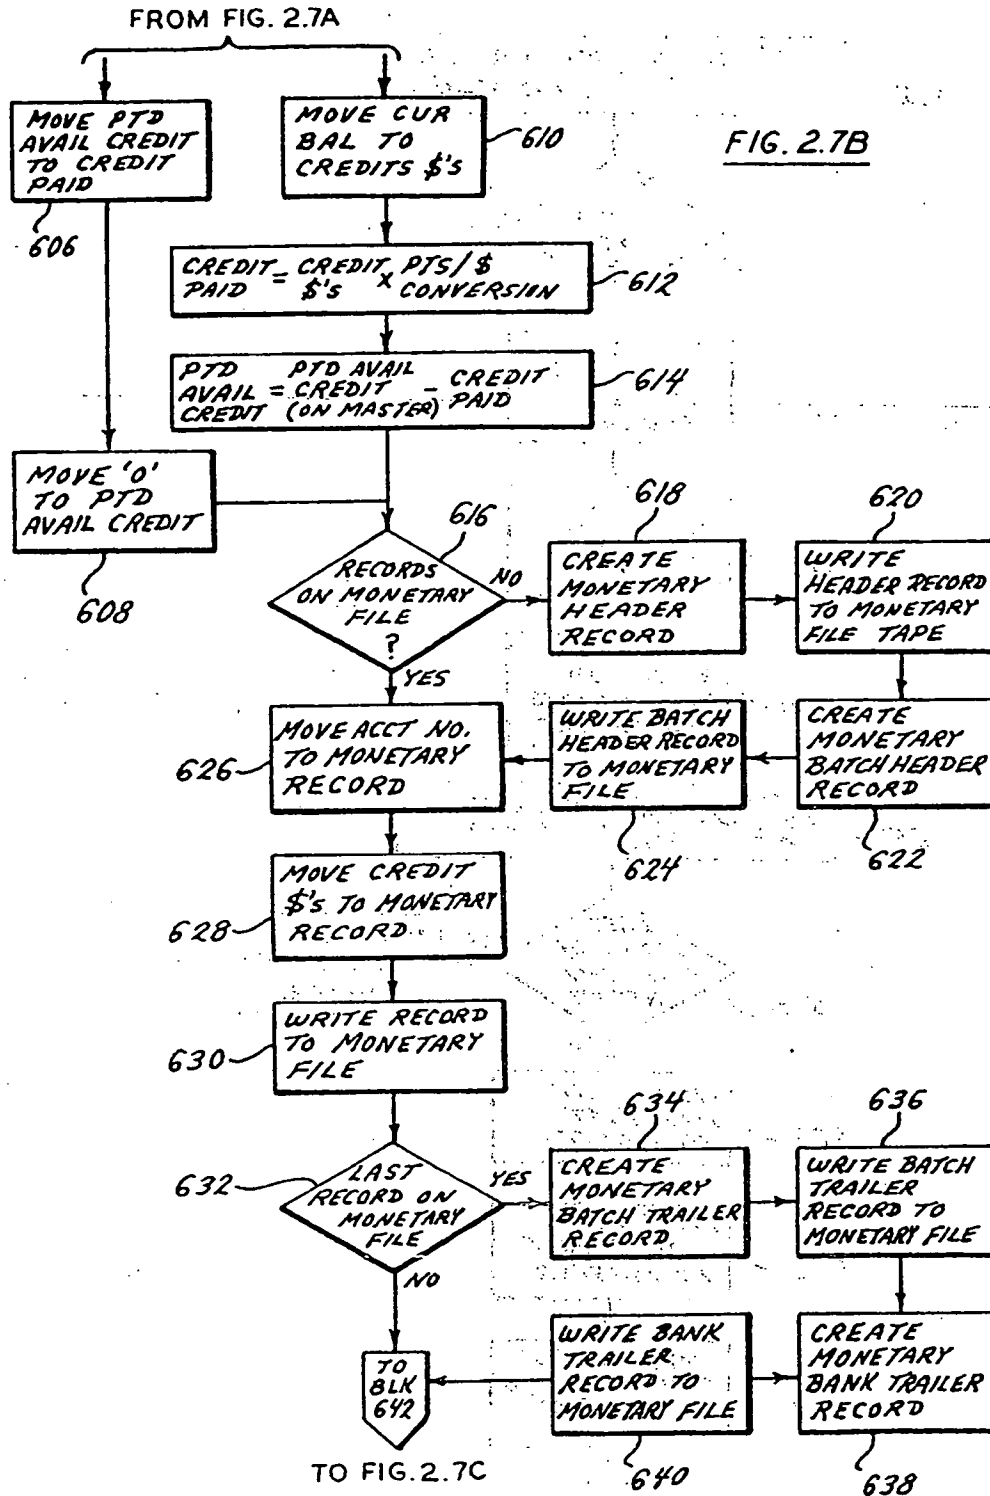 FROM FIG. 2.7A
MOVE PTD
AVAIL CREDIT
TO CREDIT
PAID
606
MOVE CUR
BAL TO
CREDITS $'s
610
FIG. 2.7B
CREDIT PAID = CREDIT $'s x PTS/$ CONVERSION
612
PTD AVAIL CREDIT = PTD AVAIL CREDIT (ON MASTER) - CREDIT PAID
614
MOVE '0'
TO PTD
AVAIL CREDIT
608
RECORDS
ON MONETARY
FILE
?
616
NO
YES
CREATE
MONETARY
HEADER
RECORD
618
WRITE
HEADER RECORD
TO MONETARY
FILE TAPE
620
CREATE
MONETARY
BATCH HEADER
RECORD
622
WRITE BATCH
HEADER RECORD
TO MONETARY
FILE
624
MOVE ACCT NO.
TO MONETARY
RECORD
626
MOVE CREDIT
$'s TO MONETARY
RECORD
628
WRITE RECORD
TO MONETARY
FILE
630
LAST
RECORD ON
MONETARY
FILE
632
YES
NO
CREATE
MONETARY
BATCH TRAILER
RECORD
634
WRITE BATCH
TRAILER
RECORD TO
MONETARY FILE
636
CREATE
MONETARY
BANK TRAILER
RECORD
638
WRITE BANK
TRAILER
RECORD TO
MONETARY FILE
640
TO
BLK
642
TO FIG. 2.7C